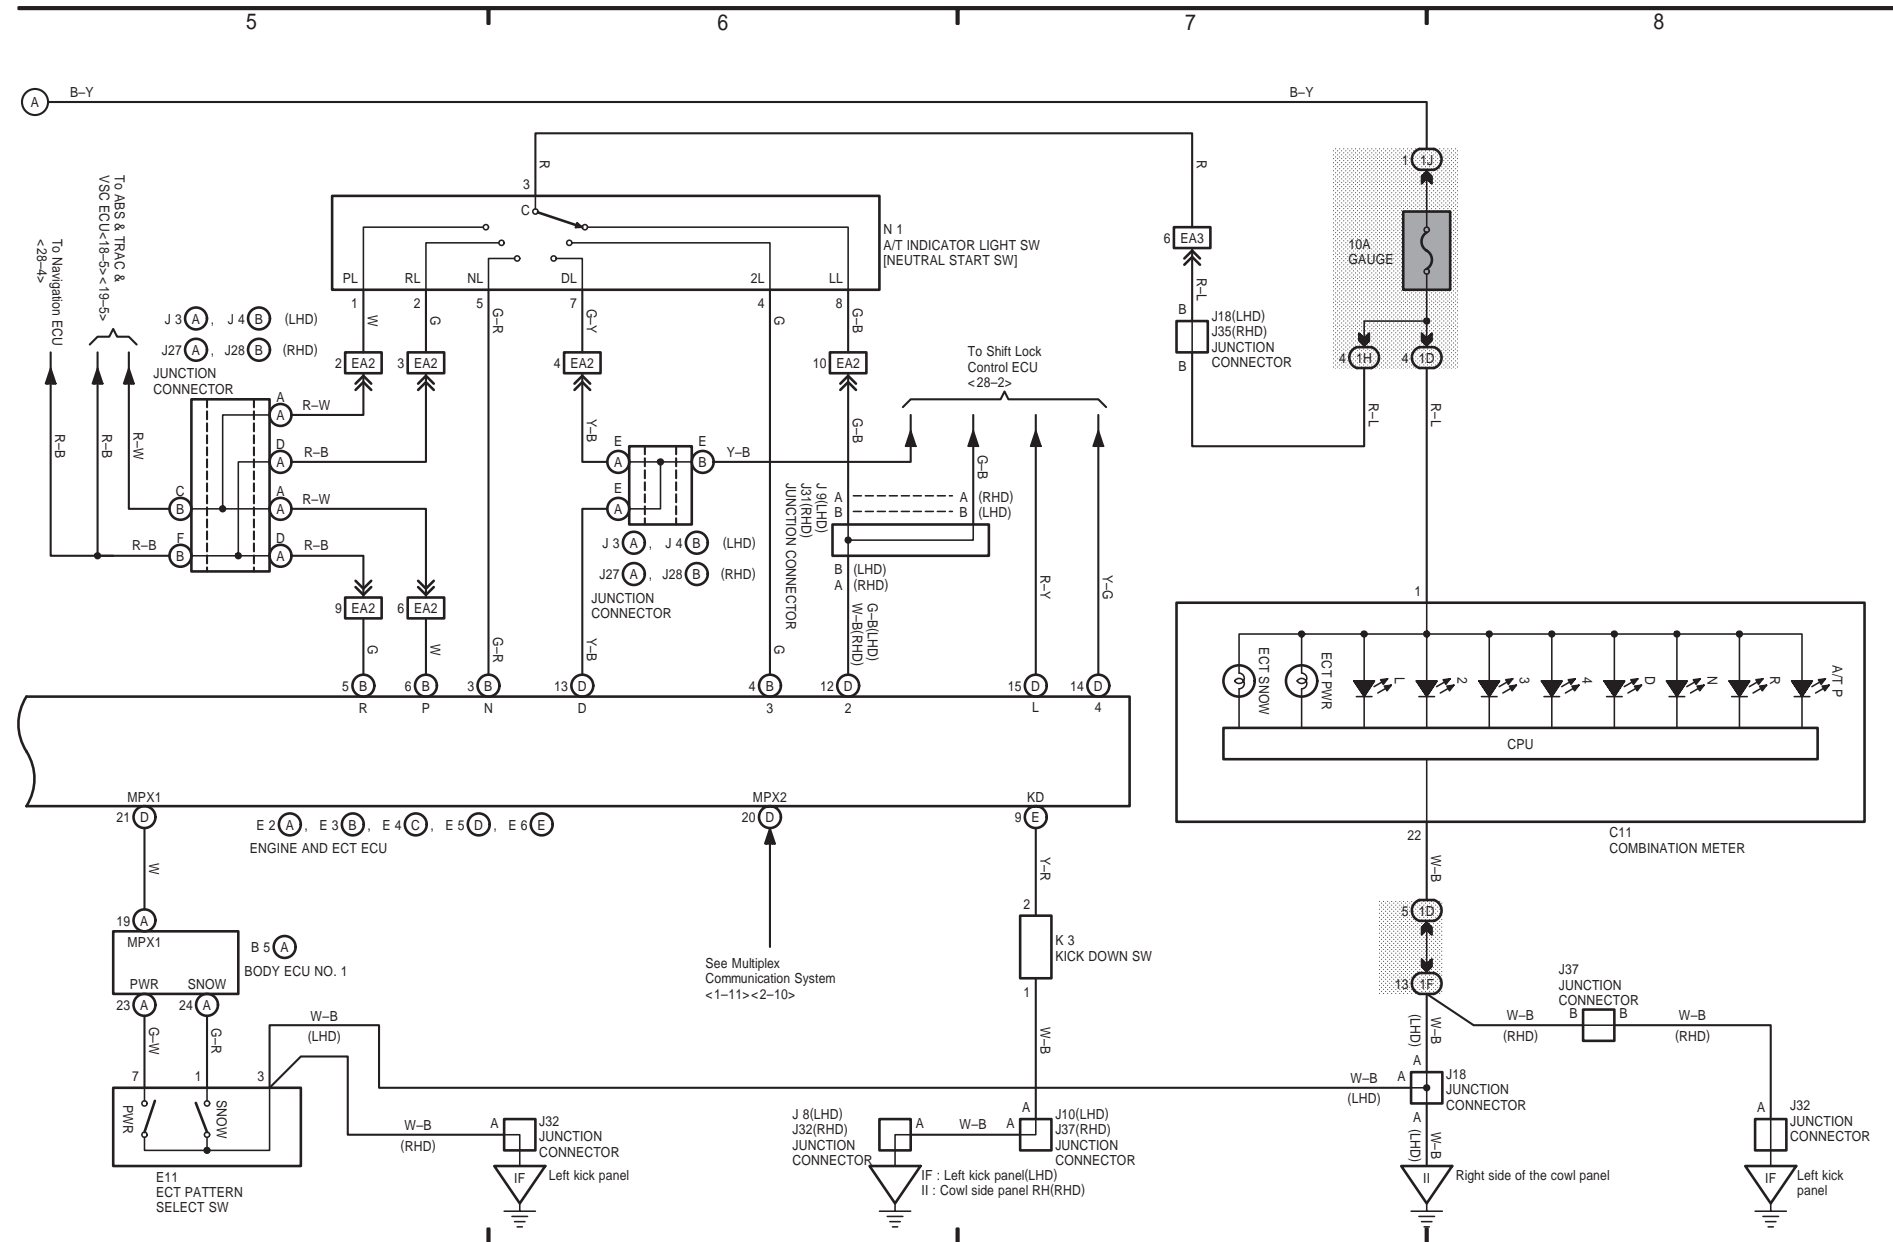 5
6
7
8
A
B–Y
B–Y
R
R
3
1
1J
C
N 1
A/T INDICATOR LIGHT SW
[NEUTRAL START SW]
PL
RL
NL
DL
2L
LL
1
2
5
7
4
8
6
EA3
10A
GAUGE
To Navigation ECU
<28–4>
To ABS & TRAC &
VSC ECU<18–5><19–5>
J 3 A , J 4 B (LHD)
J27 A , J28 B (RHD)
JUNCTION
CONNECTOR
W
G
G–R
G–Y
G
G–B
2 EA2
3 EA2
4 EA2
10 EA2
R–L
B
J18(LHD)
J35(RHD)
JUNCTION
CONNECTOR
B
4 1H
4 1D
R–L
R–L
To Shift Lock
Control ECU
<28–2>
R–B
R–B
R–W
A
A
R–W
D
A
R–B
C
B
A
A
R–W
F
B
R–B
D
A
R–B
Y–B
E
A
E
B
Y–B
E
A
G–B
G–B
J 9(LHD)
J31(RHD)
JUNCTION CONNECTOR
A A (RHD)
B B (LHD)
B (LHD)
A (RHD)
G–B(LHD)
W–B(RHD)
J 3 A , J 4 B (LHD)
J27 A , J28 B (RHD)
JUNCTION
CONNECTOR
R–Y
Y–G
9 EA2
6 EA2
G
W
G–R
Y–B
G
5 B
6 B
3 B
13 D
4 B
12 D
15 D
14 D
R
P
N
D
3
2
L
4
1
ECT SNOW
ECT PWR
L
2
3
4
D
N
R
A/T P
CPU
22
C11
COMBINATION METER
MPX1
21 D
MPX2
20 D
KD
9 E
E 2 A , E 3 B , E 4 C , E 5 D , E 6 E
ENGINE AND ECT ECU
W
Y–R
W–B
19 A
MPX1
B 5 A
BODY ECU NO. 1
PWR
SNOW
23 A
24 A
See Multiplex
Communication System
<1–11><2–10>
2
K 3
KICK DOWN SW
1
5 1D
13 1F
J37
JUNCTION
CONNECTOR
B B
W–B
(RHD)
W–B
(RHD)
W–B
(LHD)
G–W
G–R
W–B
(LHD)
W–B
7
1
3
PWR
SNOW
E11
ECT PATTERN
SELECT SW
W–B
(RHD)
A
J32
JUNCTION
CONNECTOR
IF
Left kick panel
J 8(LHD)
J32(RHD)
JUNCTION
CONNECTOR
A
W–B
A
A
J10(LHD)
J37(RHD)
JUNCTION
CONNECTOR
IF : Left kick panel(LHD)
II : Cowl side panel RH(RHD)
W–B
(LHD)
A
A
J18
JUNCTION
CONNECTOR
A
W–B
(LHD)
II
Right side of the cowl panel
A
J32
JUNCTION
CONNECTOR
IF
Left kick
panel